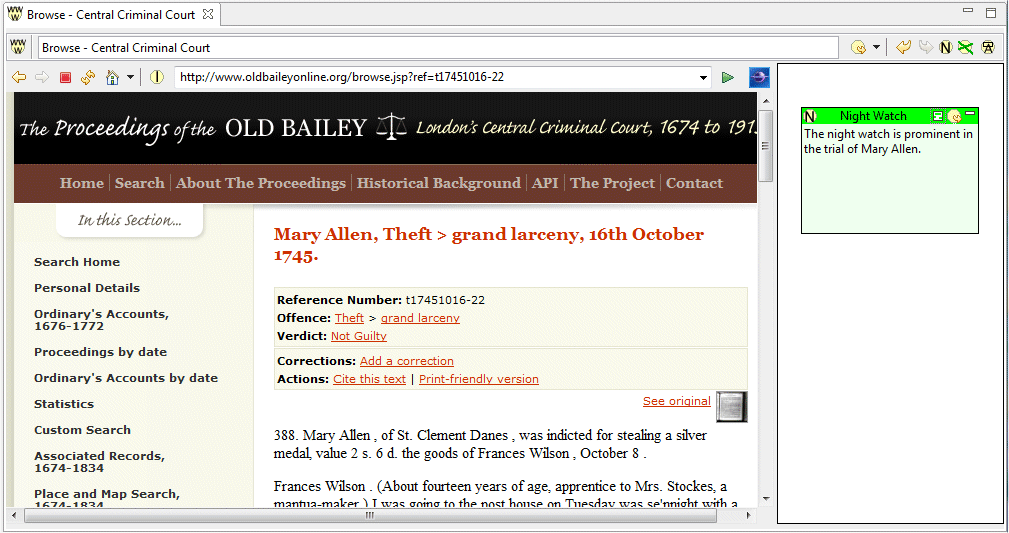 Browse - Central Criminal Court
Browse - Central Criminal Court
http://www.oldbaileyonline.org/browse.jsp?ref=t17451016-22
The Proceedings of the OLD BAILEY London's Central Criminal Court, 1674 to 191
Home | Search | About The Proceedings | Historical Background | API | The Project | Contact
In this Section...
Search Home
Personal Details
Ordinary's Accounts,
1676-1772
Proceedings by date
Ordinary's Accounts by date
Statistics
Custom Search
Associated Records,
1674-1834
Place and Map Search,
1674-1834
Mary Allen, Theft > grand larceny, 16th October
1745.
Reference Number: t17451016-22
Offence: Theft > grand larceny
Verdict: Not Guilty
Corrections: Add a correction
Actions: Cite this text | Print-friendly version
See original
388. Mary Allen , of St. Clement Danes , was indicted for stealing a silver
medal, value 2 s. 6 d. the goods of Frances Wilson , October 8 .
Frances Wilson . (About fourteen years of age, apprentice to Mrs. Stockes, a
mantua-maker.) I was going to the post house on Tuesday was se'nnight with a
N Night Watch
The night watch is prominent in
the trial of Mary Allen.